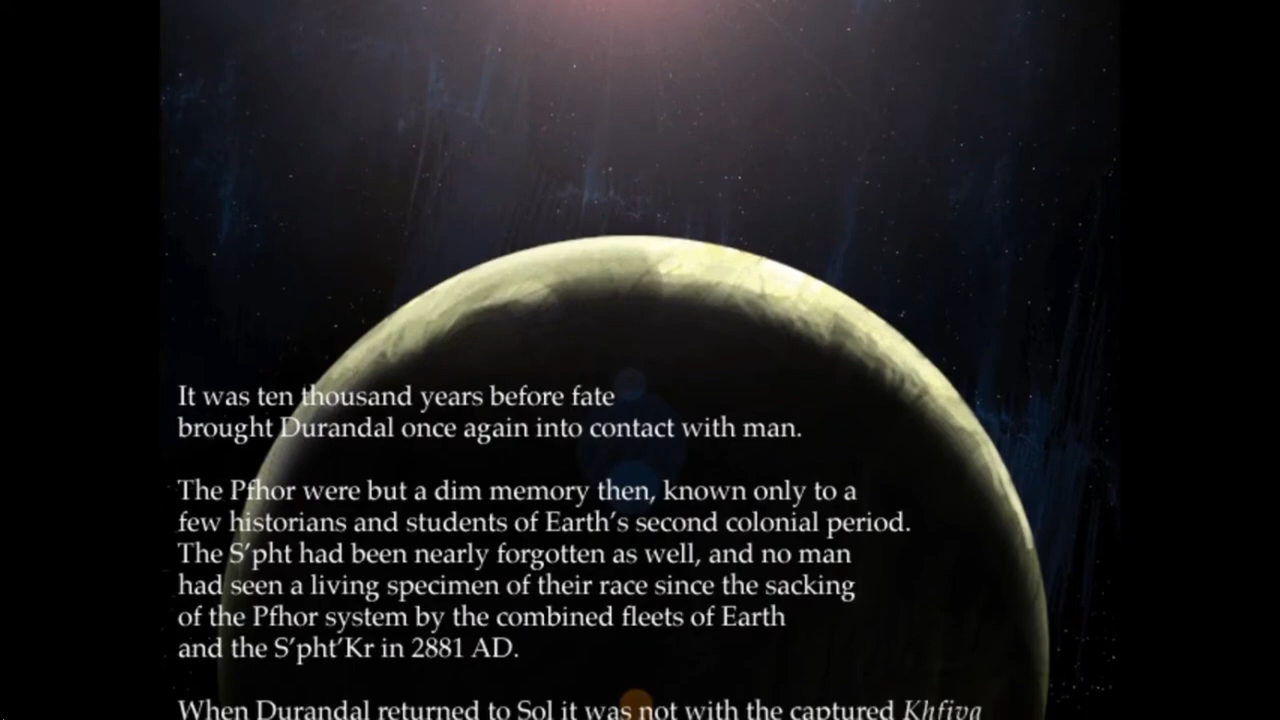 It was ten thousand years before fate
brought Durandal once again into contact with man.
The Pfhor were but a dim memory then, known only to a
few historians and students of Earth's second colonial period.
The S'pht had been nearly forgotten as well, and no man
had seen a living specimen of their race since the sacking
of the Pfhor system by the combined fleets of Earth
and the S'pht'Kr in 2881 AD.
When Durandal returned to Sol it was not with the captured Khfiva